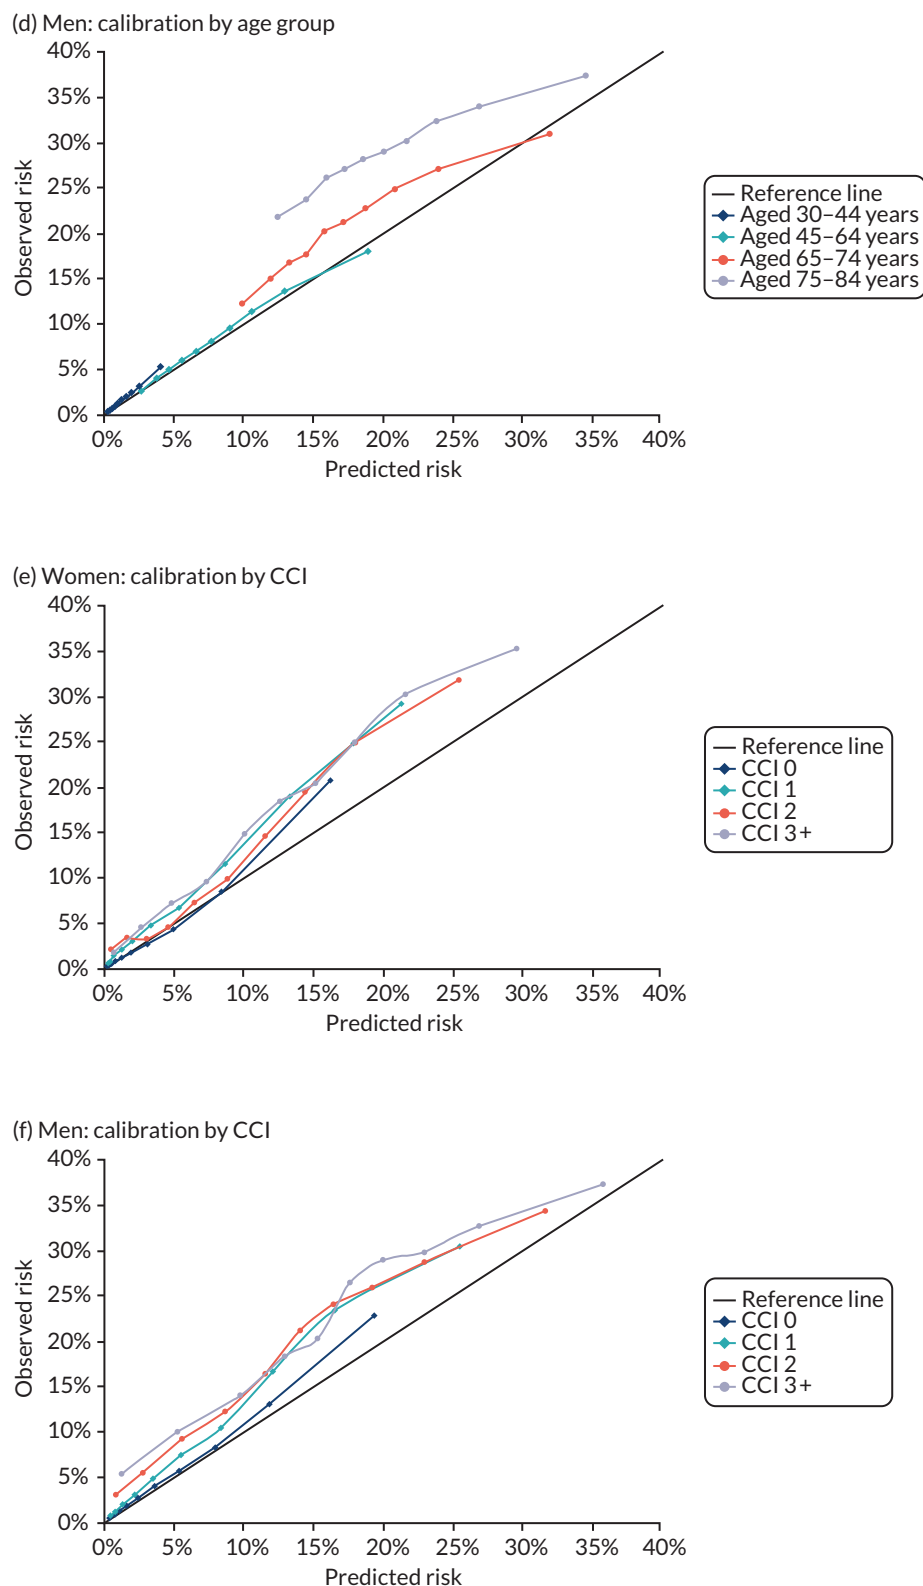 (d) Men: calibration by age group
40%
35%
30%
25%
20%
15%
10%
5%
0%
Observed risk
0% 5% 10% 15% 20% 25% 30% 35% 40%
Predicted risk
Reference line
Aged 30–44 years
Aged 45–64 years
Aged 65–74 years
Aged 75–84 years
(e) Women: calibration by CCI
40%
35%
30%
25%
20%
15%
10%
5%
0%
Observed risk
0% 5% 10% 15% 20% 25% 30% 35% 40%
Predicted risk
Reference line
CCI 0
CCI 1
CCI 2
CCI 3+
(f) Men: calibration by CCI
40%
35%
30%
25%
20%
15%
10%
5%
0%
Observed risk
0% 5% 10% 15% 20% 25% 30% 35% 40%
Predicted risk
Reference line
CCI 0
CCI 1
CCI 2
CCI 3+